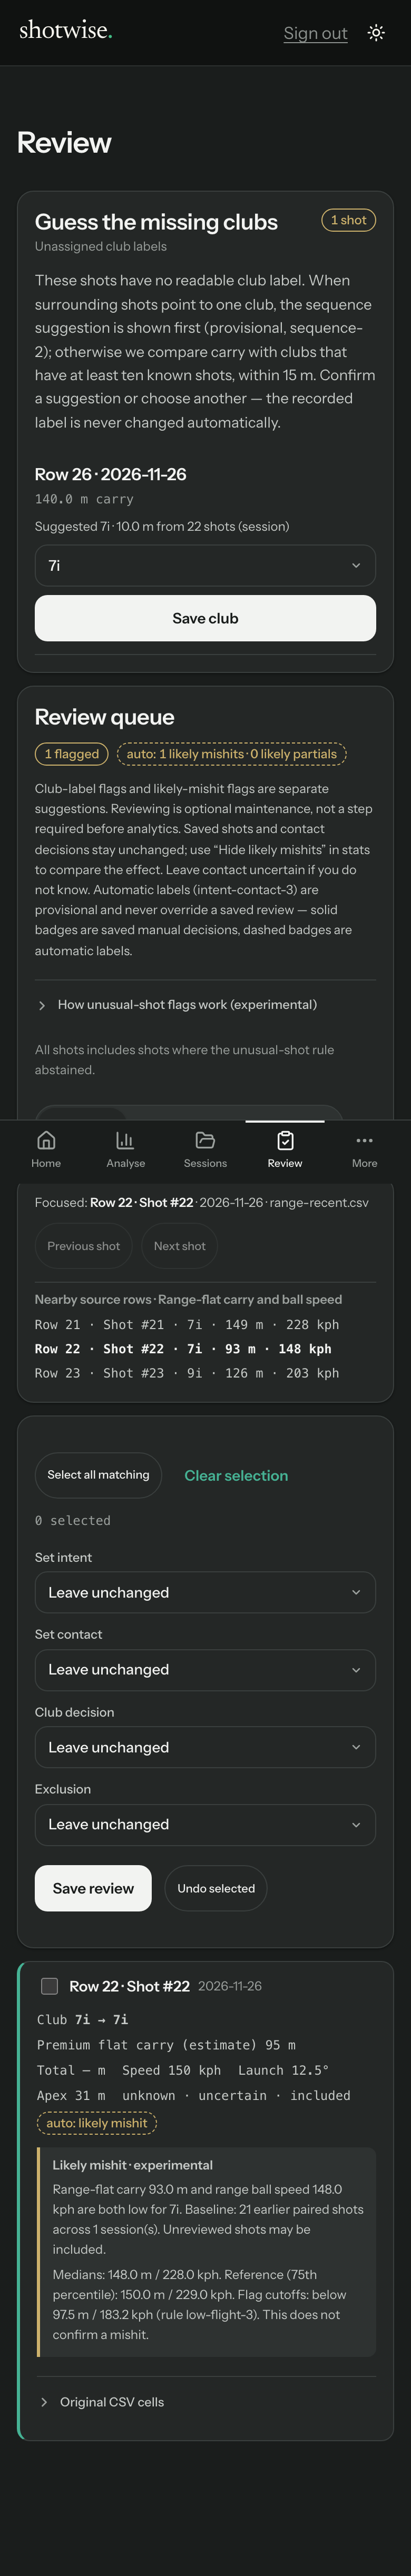 shotwise.
Sign out
Review
Guess the missing clubs
1 shot
Unassigned club labels
These shots have no readable club label. When
surrounding shots point to one club, the sequence
suggestion is shown first (provisional, sequence-
2); otherwise we compare carry with clubs that
have at least ten known shots, within 15 m. Confirm
a suggestion or choose another — the recorded
label is never changed automatically.
Row 26 · 2026-11-26
140.0 m carry
Suggested 7i · 10.0 m from 22 shots (session)
7i
Save club
Review queue
1 flagged
auto: 1 likely mishits · 0 likely partials
Club-label flags and likely-mishit flags are separate
suggestions. Reviewing is optional maintenance, not a step
required before analytics. Saved shots and contact
decisions stay unchanged; use “Hide likely mishits” in stats
to compare the effect. Leave contact uncertain if you do
not know. Automatic labels (intent-contact-3) are
provisional and never override a saved review — solid
badges are saved manual decisions, dashed badges are
automatic labels.
How unusual-shot flags work (experimental)
All shots includes shots where the unusual-shot rule
abstained.
Home
Analyse
Sessions
Review
More
Focused: Row 22 · Shot #22 · 2026-11-26 · range-recent.csv
Previous shot
Next shot
Nearby source rows · Range-flat carry and ball speed
Row 21 · Shot #21 · 7i · 149 m · 228 kph
Row 22 · Shot #22 · 7i · 93 m · 148 kph
Row 23 · Shot #23 · 9i · 126 m · 203 kph
Select all matching
Clear selection
0 selected
Set intent
Leave unchanged
Set contact
Leave unchanged
Club decision
Leave unchanged
Exclusion
Leave unchanged
Save review
Undo selected
Row 22 · Shot #22 2026-11-26
Club 7i → 7i
Premium flat carry (estimate) 95 m
Total — m Speed 150 kph Launch 12.5°
Apex 31 m unknown · uncertain · included
auto: likely mishit
Likely mishit · experimental
Range-flat carry 93.0 m and range ball speed 148.0
kph are both low for 7i. Baseline: 21 earlier paired shots
across 1 session(s). Unreviewed shots may be
included.
Medians: 148.0 m / 228.0 kph. Reference (75th
percentile): 150.0 m / 229.0 kph. Flag cutoffs: below
97.5 m / 183.2 kph (rule low-flight-3). This does not
confirm a mishit.
Original CSV cells